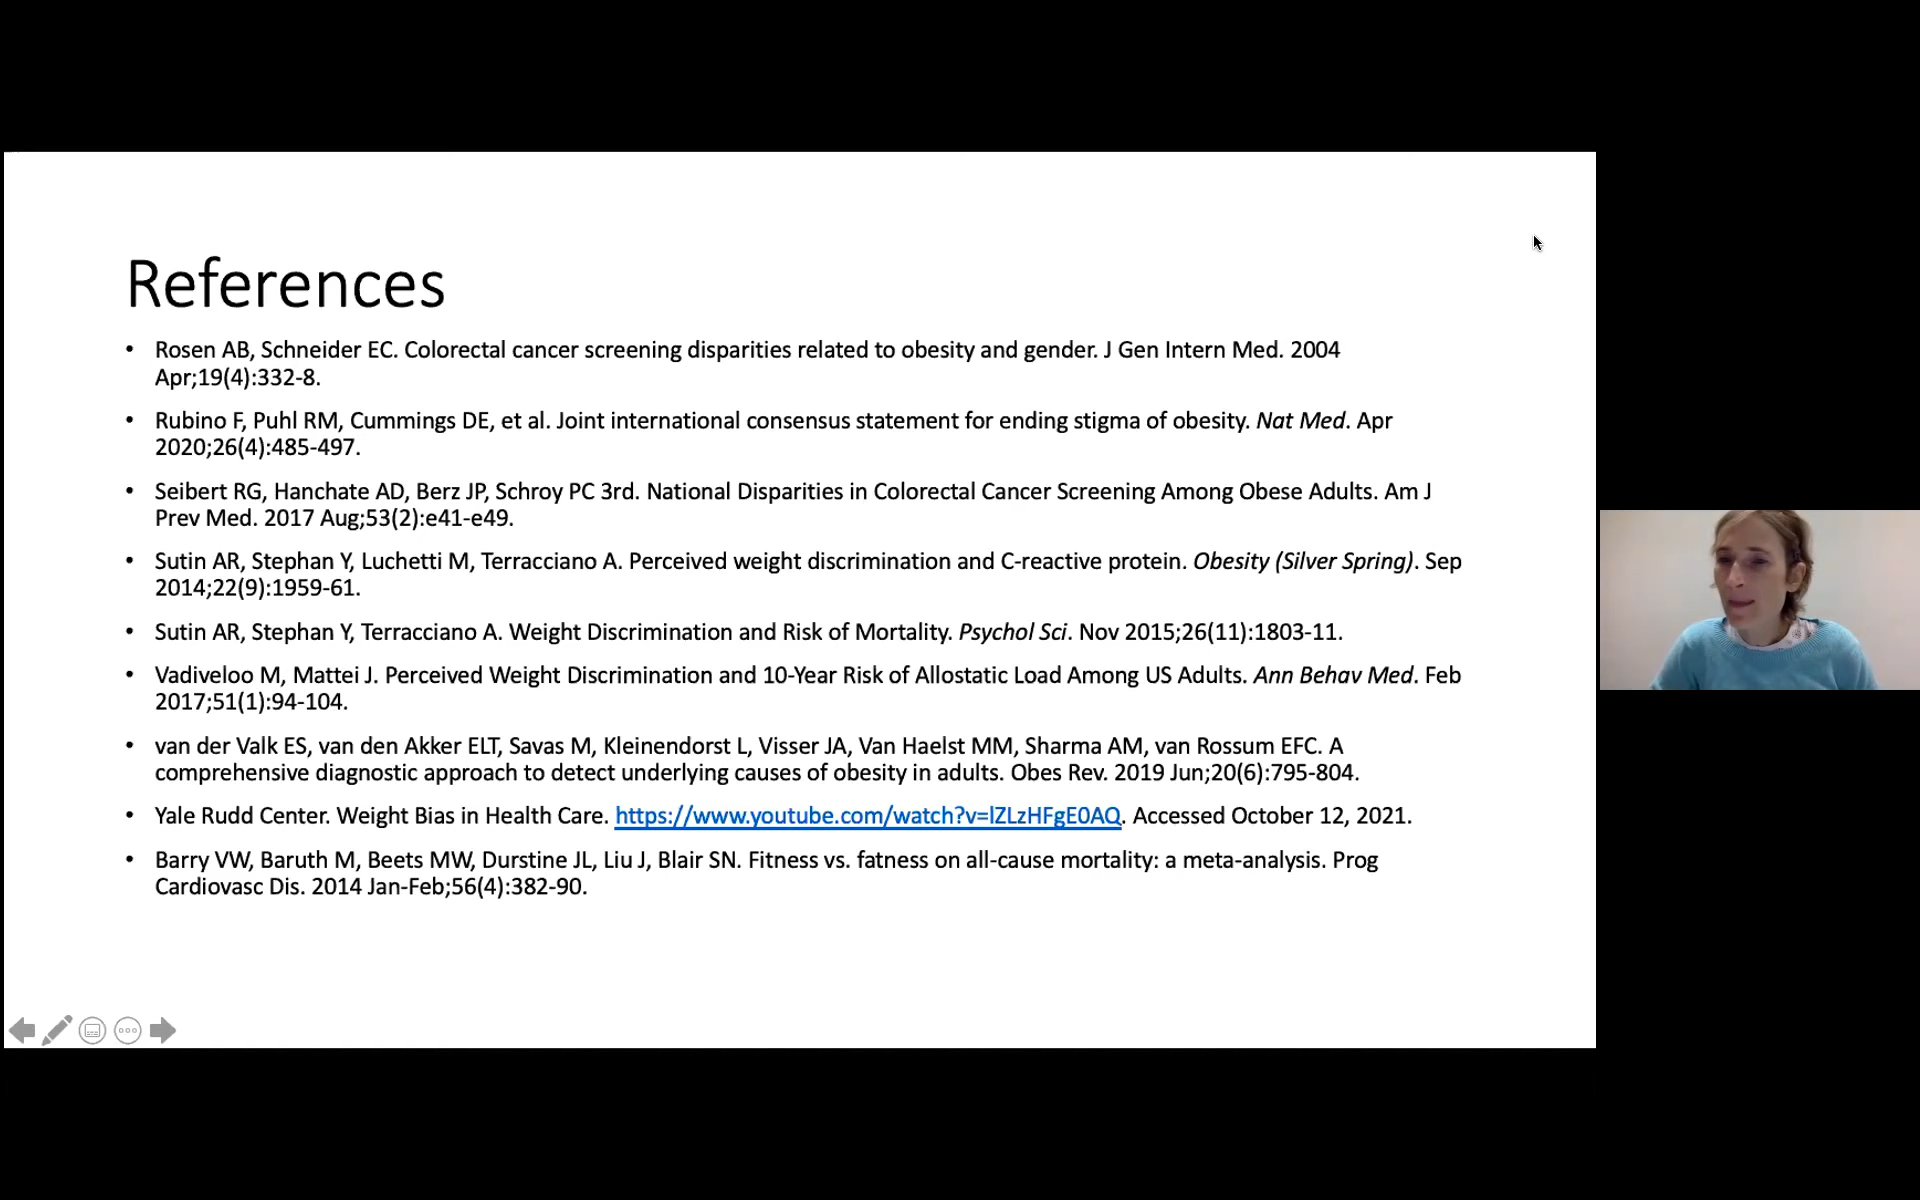 References
• Rosen AB, Schneider EC. Colorectal cancer screening disparities related to obesity and gender. J Gen Intern Med. 2004
Apr;19(4):332-8.
• Rubino F, Puhl RM, Cummings DE, et al. Joint international consensus statement for ending stigma of obesity. Nat Med. Apr
2020;26(4):485-497.
• Seibert RG, Hanchate AD, Berz JP, Schroy PC 3rd. National Disparities in Colorectal Cancer Screening Among Obese Adults. Am J
Prev Med. 2017 Aug;53(2):e41-e49.
• Sutin AR, Stephan Y, Luchetti M, Terracciano A. Perceived weight discrimination and C-reactive protein. Obesity (Silver Spring). Sep
2014;22(9):1959-61.
• Sutin AR, Stephan Y, Terracciano A. Weight Discrimination and Risk of Mortality. Psychol Sci. Nov 2015;26(11):1803-11.
• Vadiveloo M, Mattei J. Perceived Weight Discrimination and 10-Year Risk of Allostatic Load Among US Adults. Ann Behav Med. Feb
2017;51(1):94-104.
• van der Valk ES, van den Akker ELT, Savas M, Kleinendorst L, Visser JA, Van Haelst MM, Sharma AM, van Rossum EFC. A
comprehensive diagnostic approach to detect underlying causes of obesity in adults. Obes Rev. 2019 Jun;20(6):795-804.
• Yale Rudd Center. Weight Bias in Health Care. https://www.youtube.com/watch?v=lZLzHFgE0AQ. Accessed October 12, 2021.
• Barry VW, Baruth M, Beets MW, Durstine JL, Liu J, Blair SN. Fitness vs. fatness on all-cause mortality: a meta-analysis. Prog
Cardiovasc Dis. 2014 Jan-Feb;56(4):382-90.